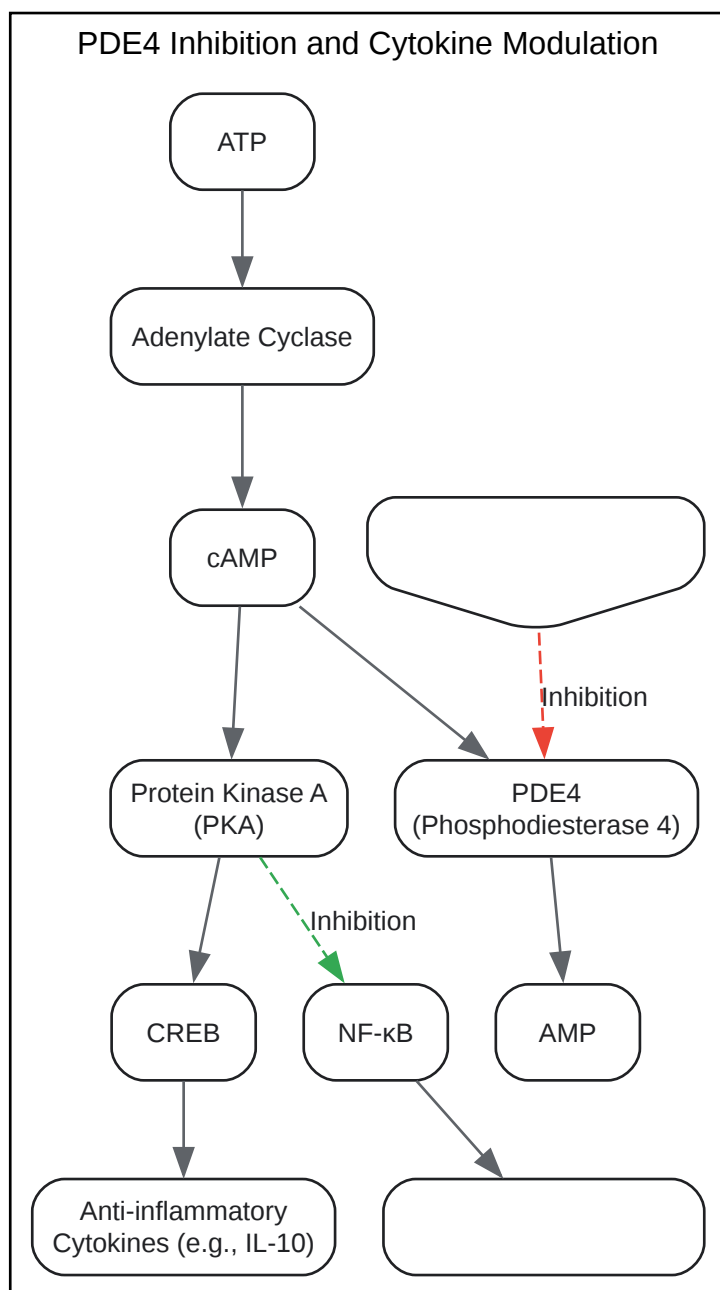 PDE4 Inhibition and Cytokine Modulation
ATP
Adenylate Cyclase
cAMP
Inhibition
Protein Kinase A
(PKA)
PDE4
(Phosphodiesterase 4)
Inhibition
CREB
NF-κB
AMP
Anti-inflammatory
Cytokines (e.g., IL-10)